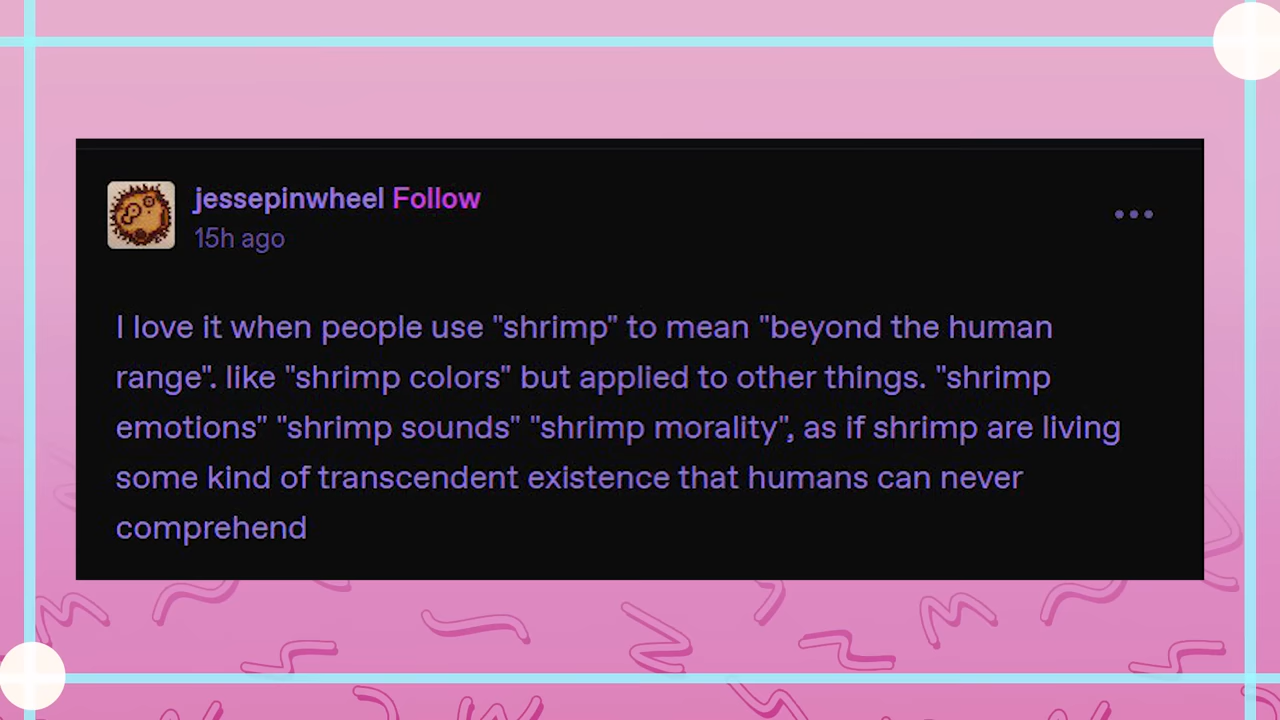 jessepinwheel Follow
15h ago
I love it when people use "shrimp" to mean "beyond the human
range". like "shrimp colors" but applied to other things. "shrimp
emotions" "shrimp sounds" "shrimp morality", as if shrimp are living
some kind of transcendent existence that humans can never
comprehend